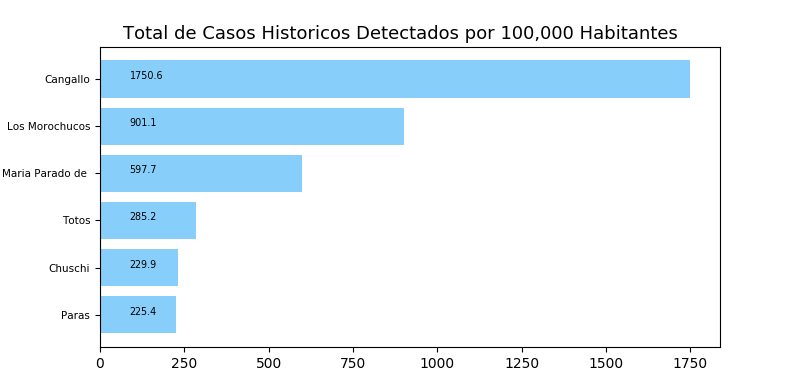 Total de Casos Historicos Detectados por 100,000 Habitantes
Cangallo
1750.6
Los Morochucos
901.1
Maria Parado de
597.7
Totos
285.2
Chuschi
229.9
Paras
225.4
0 250 500 750 1000 1250 1500 1750